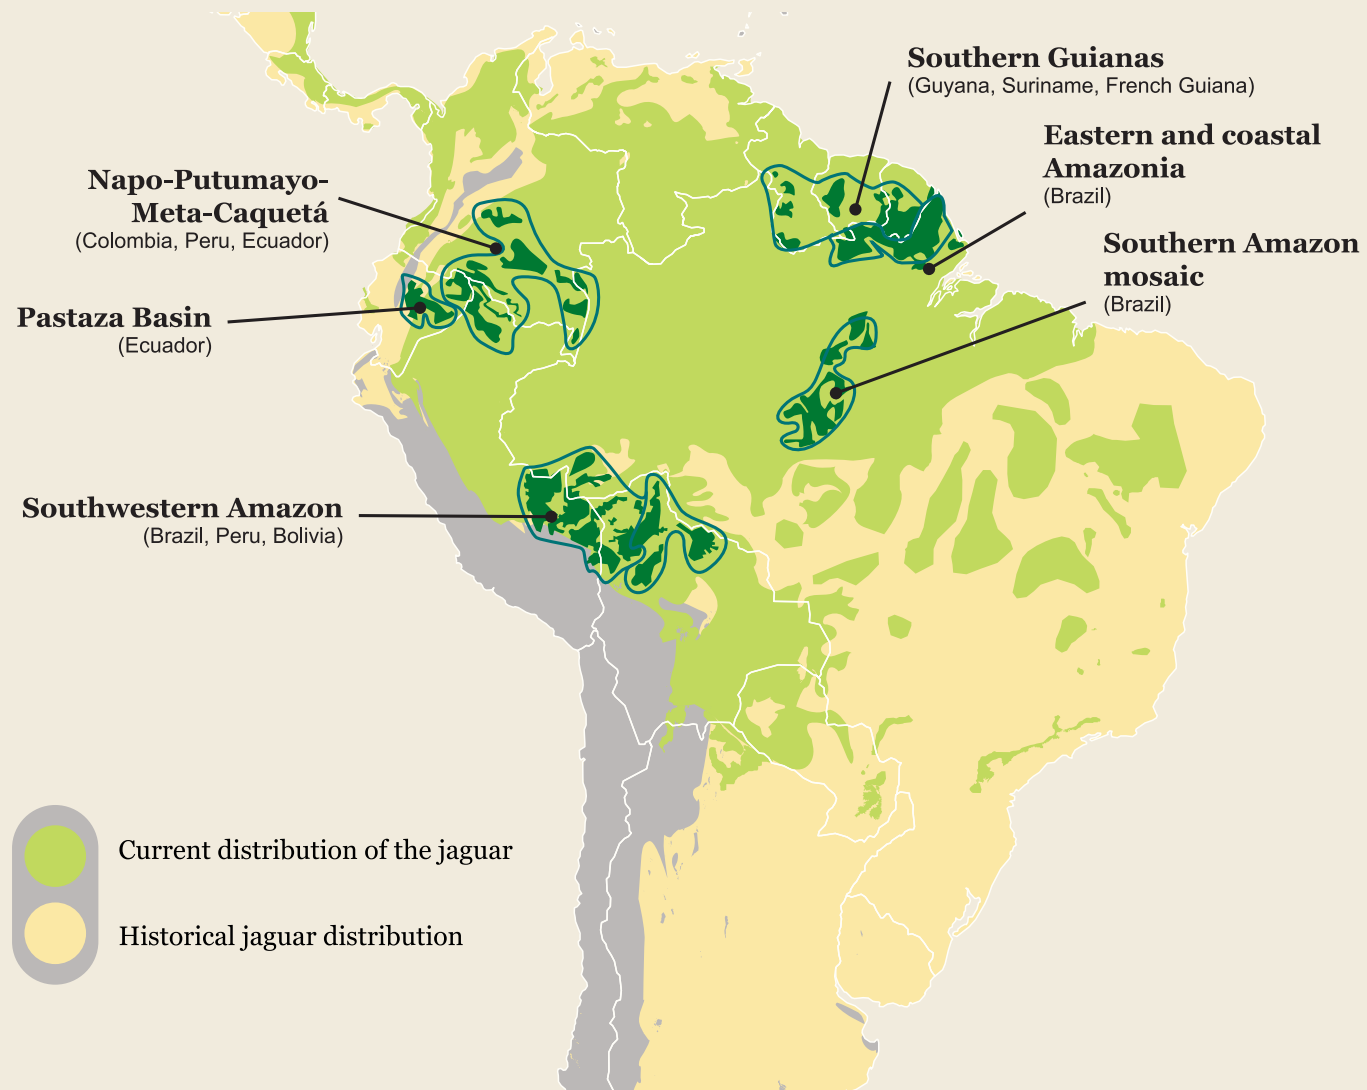 Southern Guianas
(Guyana, Suriname, French Guiana)
Eastern and coastal
Amazonia
(Brazil)
Napo-Putumayo-
Meta-Caquetá
(Colombia, Peru, Ecuador)
Southern Amazon
mosaic
(Brazil)
Pastaza Basin
(Ecuador)
Southwestern Amazon
(Brazil, Peru, Bolivia)
Current distribution of the jaguar
Historical jaguar distribution